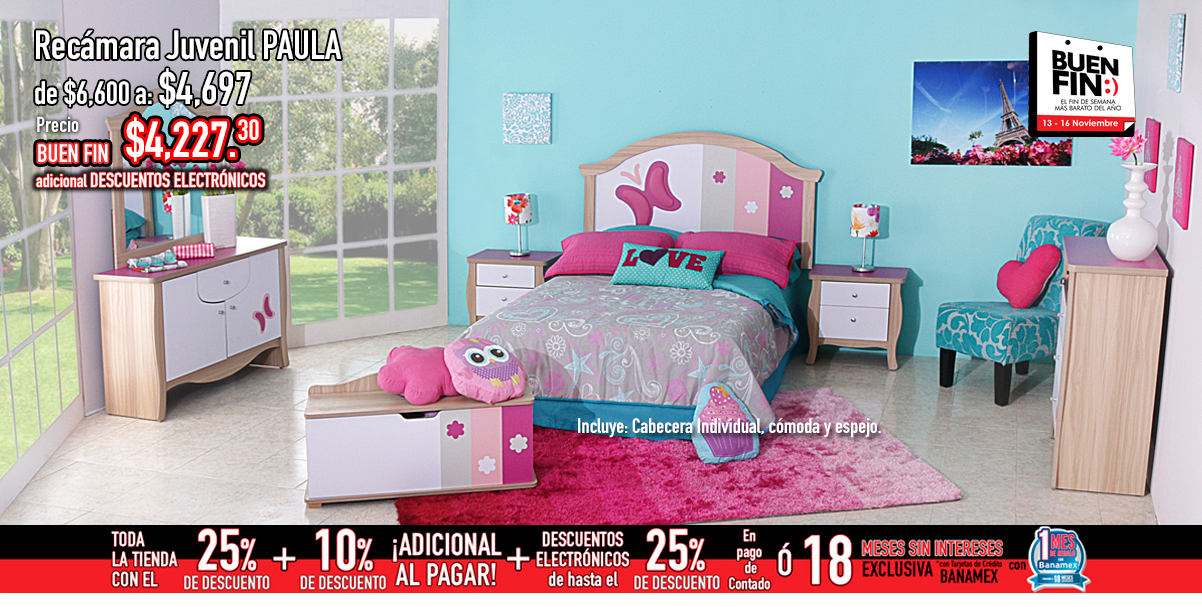 Recámara Juvenil PAULA
de $6,600 a: $4,697
Precio
BUEN FIN $4,227.30
adicional DESCUENTOS ELECTRÓNICOS
BUEN
FIN:)
EL FIN DE SEMANA
MÁS BARATO DEL AÑO
13 - 16 Noviembre
LOVE
Incluye: Cabecera Individual, cómoda y espejo.
TODA
LA TIENDA
CON EL
25%
DE DESCUENTO
+
10%
DE DESCUENTO
¡ADICIONAL
AL PAGAR!
+
DESCUENTOS
ELECTRÓNICOS
de hasta el
25%
DE DESCUENTO
En
pago
de
Contado
ó 18
MESES SIN INTERESES
EXCLUSIVA *con Tarjetas de Crédito
BANAMEX
con
1 MES
Banamex
18 MESES